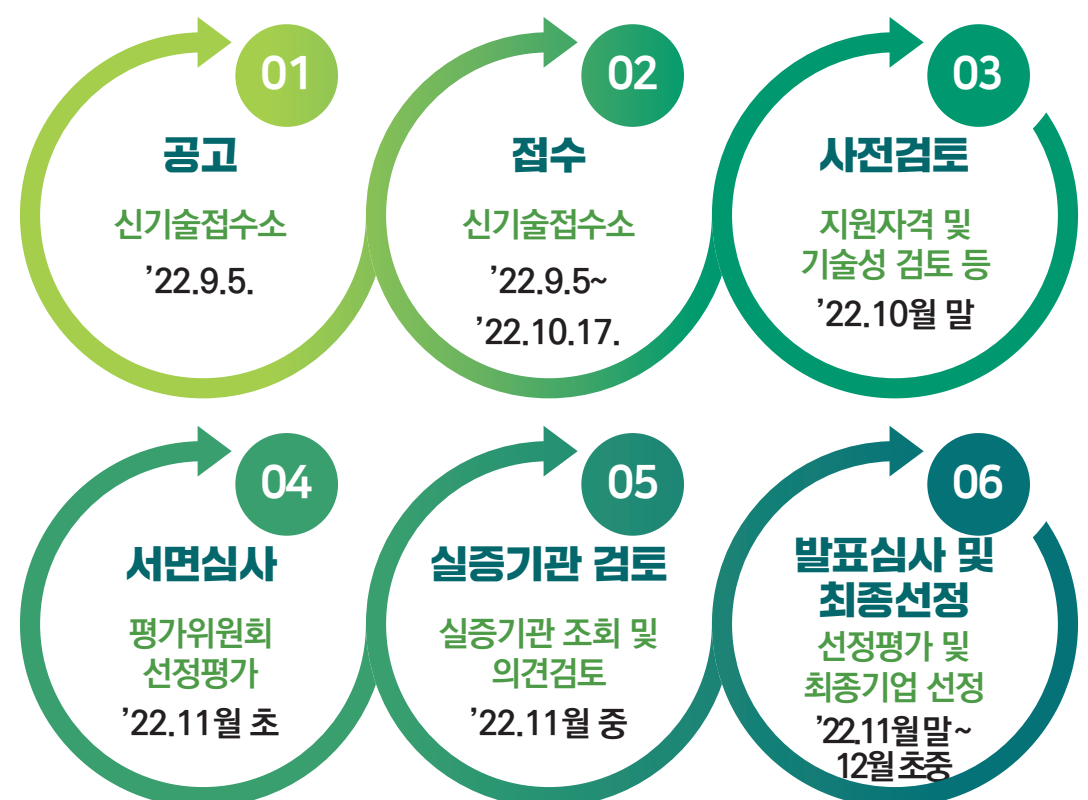 01
공고
신기술접수소
’22.9.5.
02
접수
신기술접수소
’22.9.5~
’22.10.17.
03
사전검토
지원자격 및
기술성 검토 등
’22.10월 말
04
서면심사
평가위원회
선정평가
’22.11월 초
05
실증기관 검토
실증기관 조회 및
의견검토
’22.11월 중
06
발표심사 및
최종선정
선정평가 및
최종기업 선정
’22.11월말~
12월 초중